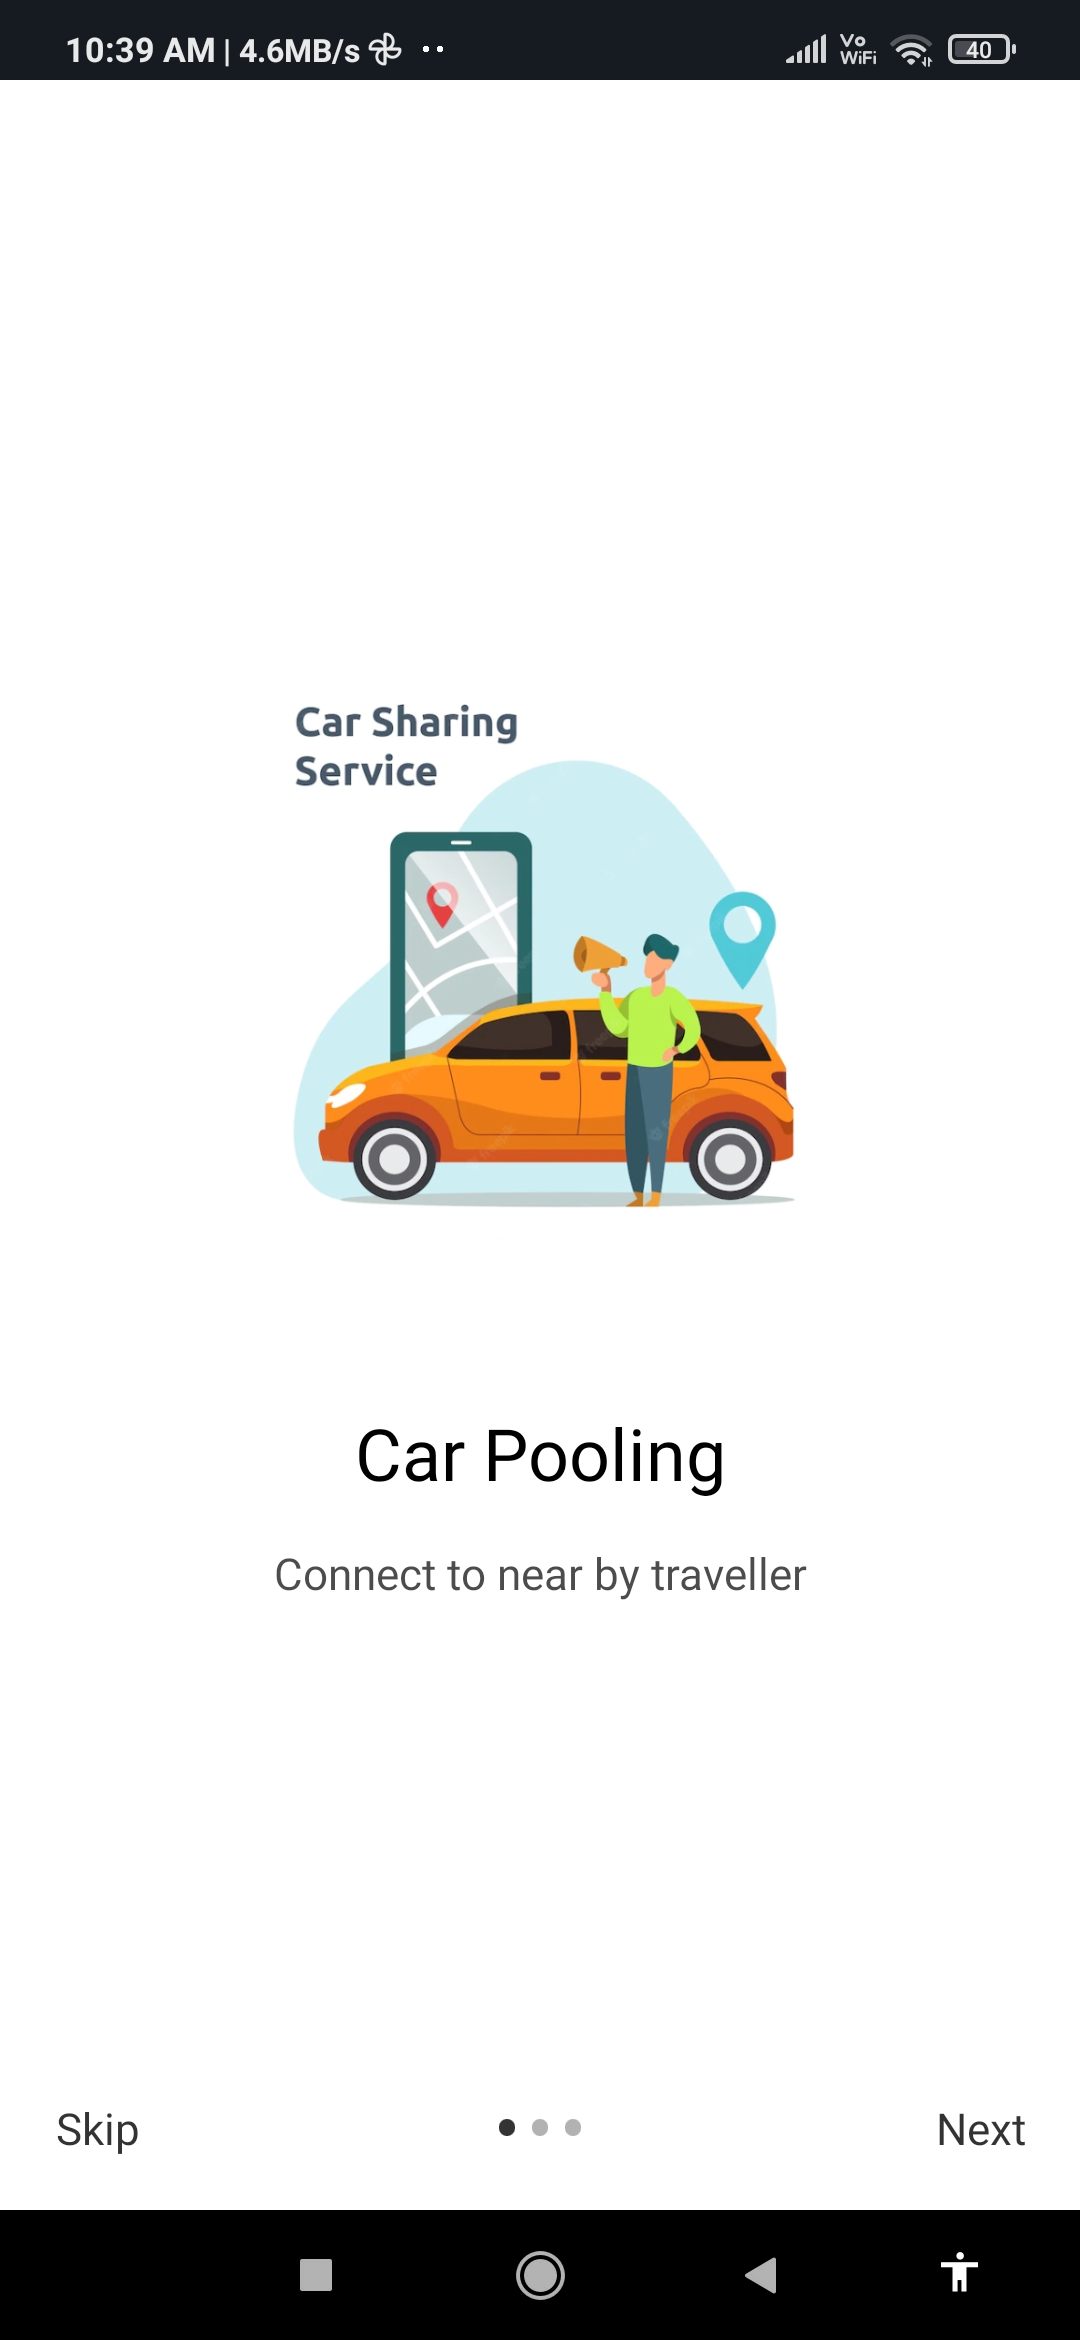 10:39 AM | 4.6MB/s
Vo
WiFi
40
Car Sharing
Service
Car Pooling
Connect to near by traveller
Skip
Next